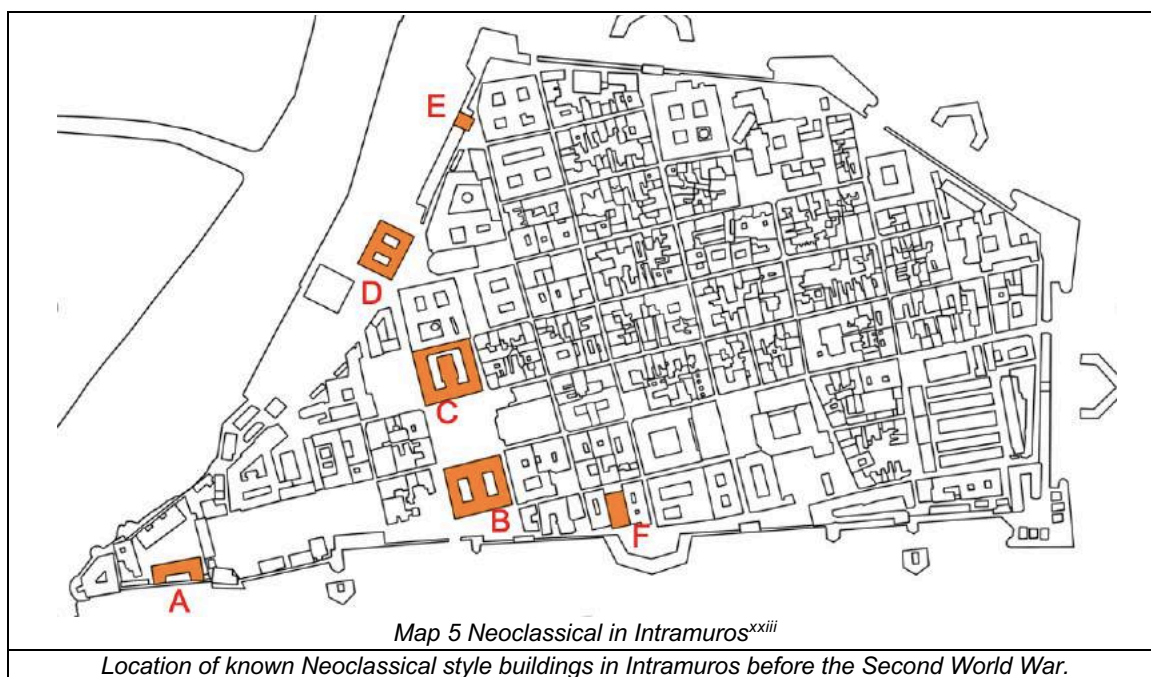 E
D
C
B
F
A
Map 5 Neoclassical in Intramuros^xxiii
Location of known Neoclassical style buildings in Intramuros before the Second World War.